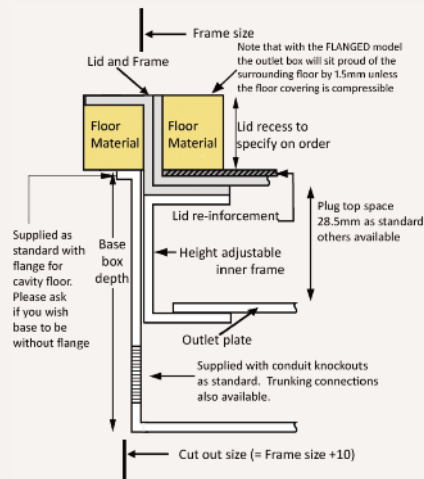 Frame size
Lid and Frame
Note that with the FLANGED model
the outlet box will sit proud of the
surrounding floor by 1.5mm unless
the floor covering is compressible
Floor
Material
Floor
Material
Lid recess to
specify on order
Lid re-inforcement
Plug top space
28.5mm as standard
others available
Supplied as
standard with
flange for
cavity floor.
Please ask
if you wish
base to be
without flange
Base
box
depth
Height adjustable
inner frame
Outlet plate
Supplied with conduit knockouts
as standard. Trunking connections
also available.
Cut out size (= Frame size +10)